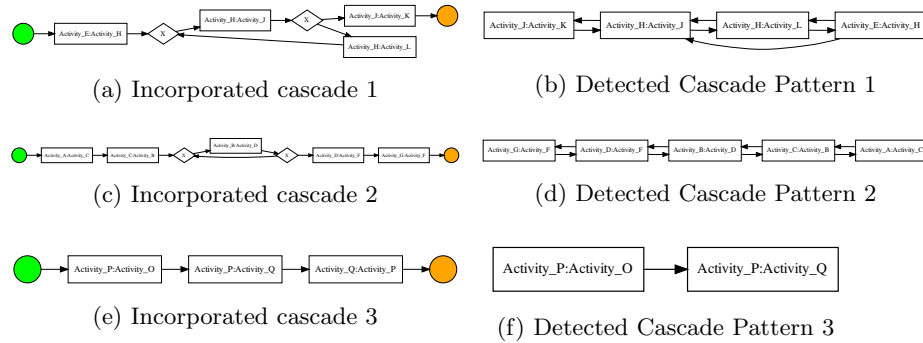 Activity_E:Activity_H
X
Activity_H:Activity_J
X
Activity_J:Activity_K
Activity_H:Activity_L
(a) Incorporated cascade 1
Activity_J:Activity_K
Activity_H:Activity_J
Activity_H:Activity_L
Activity_E:Activity_H
(b) Detected Cascade Pattern 1
Activity_A:Activity_C
Activity_C:Activity_B
X
Activity_B:Activity_D
X
Activity_D:Activity_F
Activity_G:Activity_F
(c) Incorporated cascade 2
Activity_G:Activity_F
Activity_D:Activity_F
Activity_B:Activity_D
Activity_C:Activity_B
Activity_A:Activity_C
(d) Detected Cascade Pattern 2
Activity_P:Activity_O
Activity_P:Activity_Q
Activity_Q:Activity_P
(e) Incorporated cascade 3
Activity_P:Activity_O
Activity_P:Activity_Q
(f) Detected Cascade Pattern 3